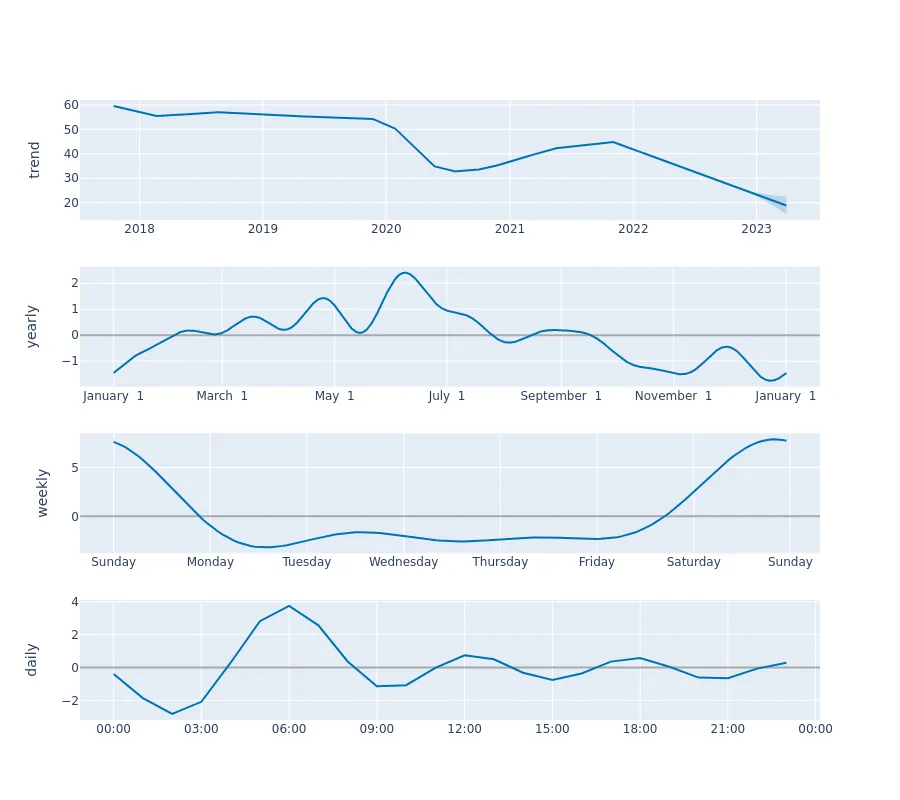 trend
60
50
40
30
20
2018 2019 2020 2021 2022 2023
yearly
2
1
0
−1
January 1 March 1 May 1 July 1 September 1 November 1 January 1
weekly
5
0
Sunday Monday Tuesday Wednesday Thursday Friday Saturday Sunday
daily
4
2
0
−2
00:00 03:00 06:00 09:00 12:00 15:00 18:00 21:00 00:00